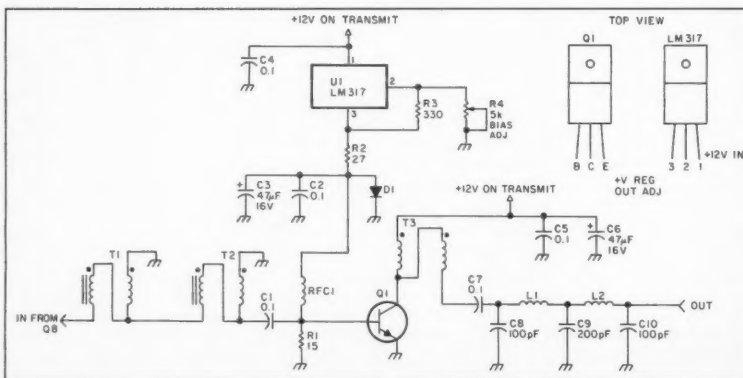 +12V ON TRANSMIT
TOP VIEW
Q1
LM317
C4
0.1
1
U1
LM317
2
3
R3
330
R4
5k
BIAS
ADJ
B C E
3 2 1
+12V IN
+V REG
OUT ADJ
R2
27
C3
47µF
16V
C2
0.1
D1
+12V ON TRANSMIT
T3
C5
0.1
C6
47µF
16V
T1
T2
C1
0.1
RFC1
Q1
C7
0.1
L1
L2
OUT
IN FROM
Q8
R1
15
C8
100pF
C9
200pF
C10
100pF